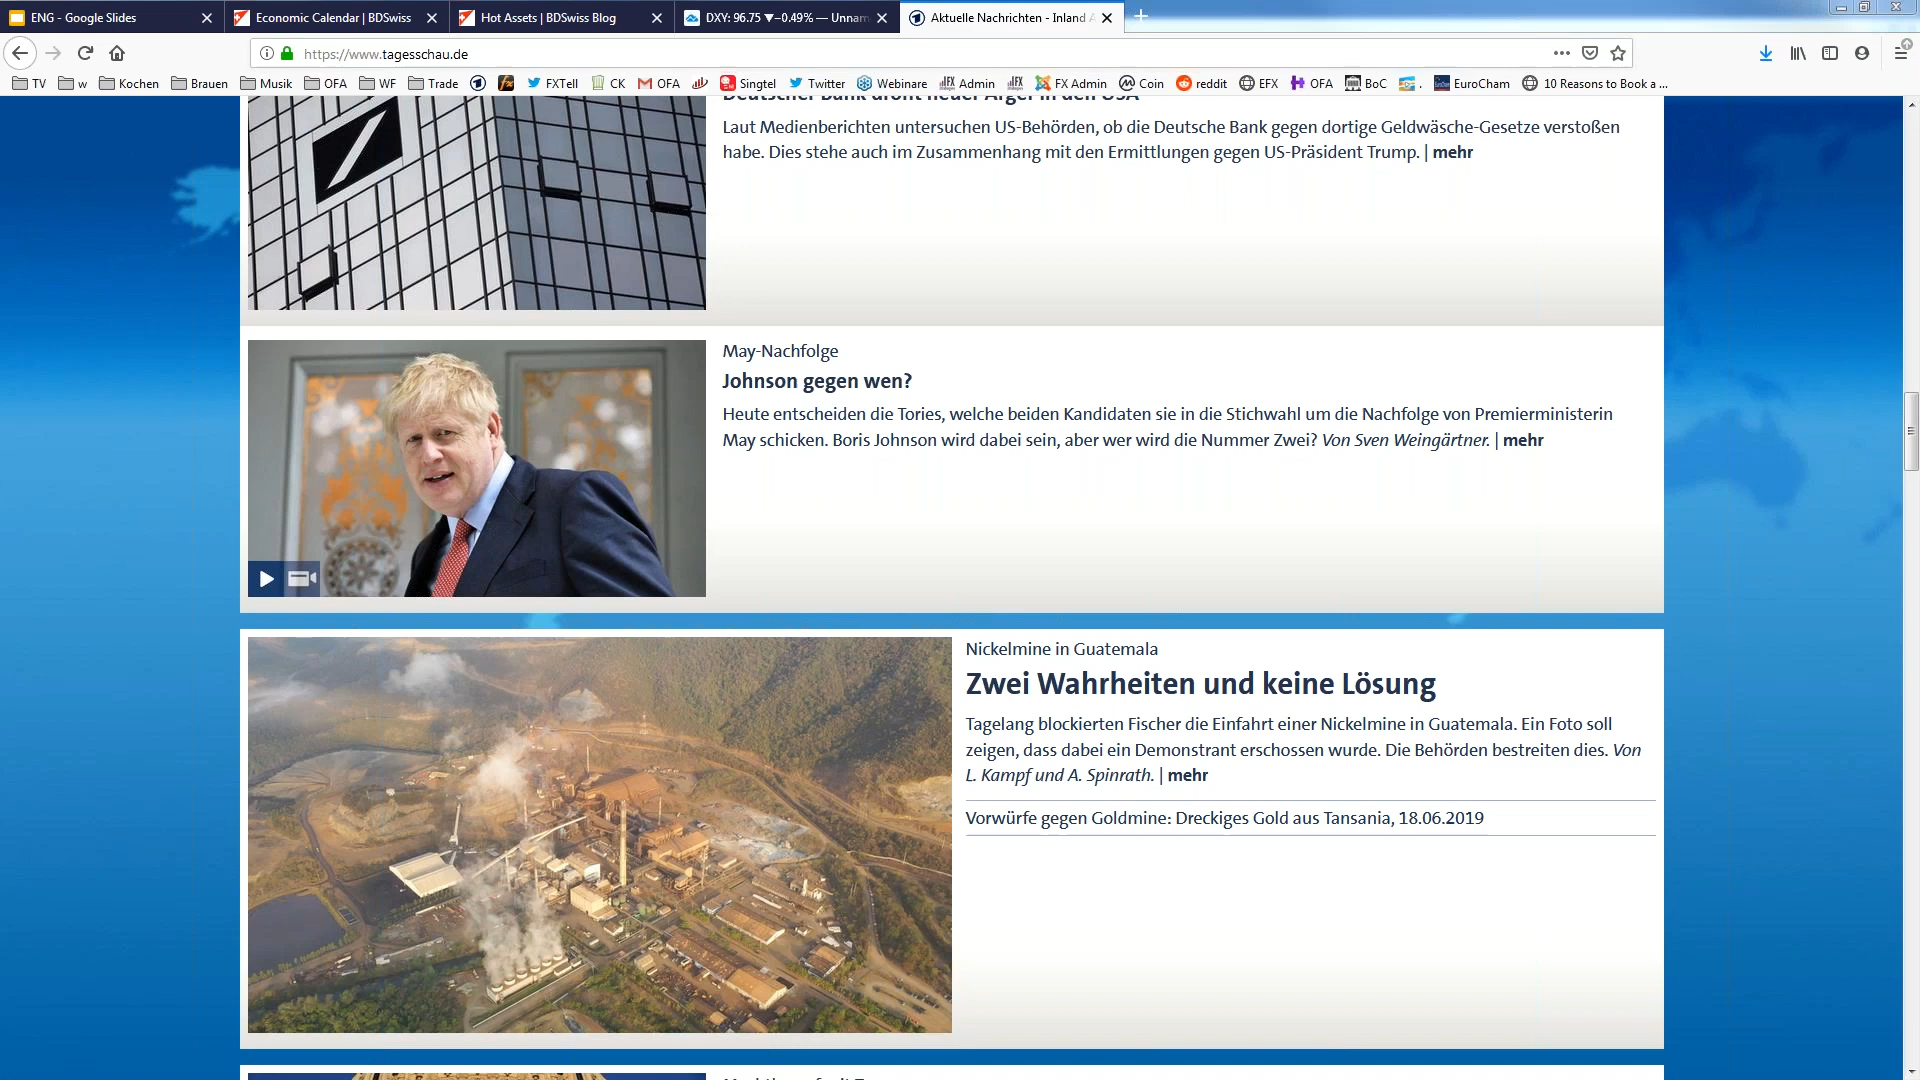 ENG - Google Slides
Economic Calendar | BDSwiss
Hot Assets | BDSwiss Blog
DXY: 96.75 ▼−0.49% — Unnam
Aktuelle Nachrichten - Inland A
https://www.tagesschau.de
TV w Kochen Brauen Musik OFA WF Trade FXTell CK OFA Singtel Twitter Webinare Admin FX Admin Coin reddit EFX OFA BoC . EuroCham 10 Reasons to Book a ...
Deutscher Bank droht neuer Ärger in den USA
Laut Medienberichten untersuchen US-Behörden, ob die Deutsche Bank gegen dortige Geldwäsche-Gesetze verstoßen
habe. Dies stehe auch im Zusammenhang mit den Ermittlungen gegen US-Präsident Trump. | mehr
May-Nachfolge
Johnson gegen wen?
Heute entscheiden die Tories, welche beiden Kandidaten sie in die Stichwahl um die Nachfolge von Premierministerin
May schicken. Boris Johnson wird dabei sein, aber wer wird die Nummer Zwei? Von Sven Weingärtner. | mehr
Nickelmine in Guatemala
Zwei Wahrheiten und keine Lösung
Tagelang blockierten Fischer die Einfahrt einer Nickelmine in Guatemala. Ein Foto soll
zeigen, dass dabei ein Demonstrant erschossen wurde. Die Behörden bestreiten dies. Von
L. Kampf und A. Spinrath. | mehr
Vorwürfe gegen Goldmine: Dreckiges Gold aus Tansania, 18.06.2019